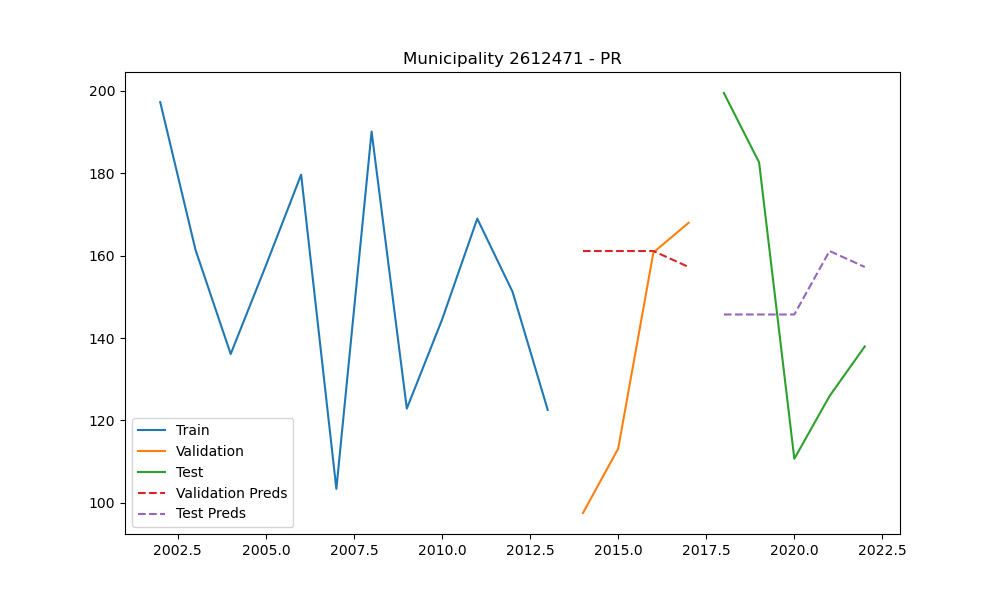 Municipality 2612471 - PR
200
180
160
140
120
100
Train
Validation
Test
Validation Preds
Test Preds
2002.5 2005.0 2007.5 2010.0 2012.5 2015.0 2017.5 2020.0 2022.5